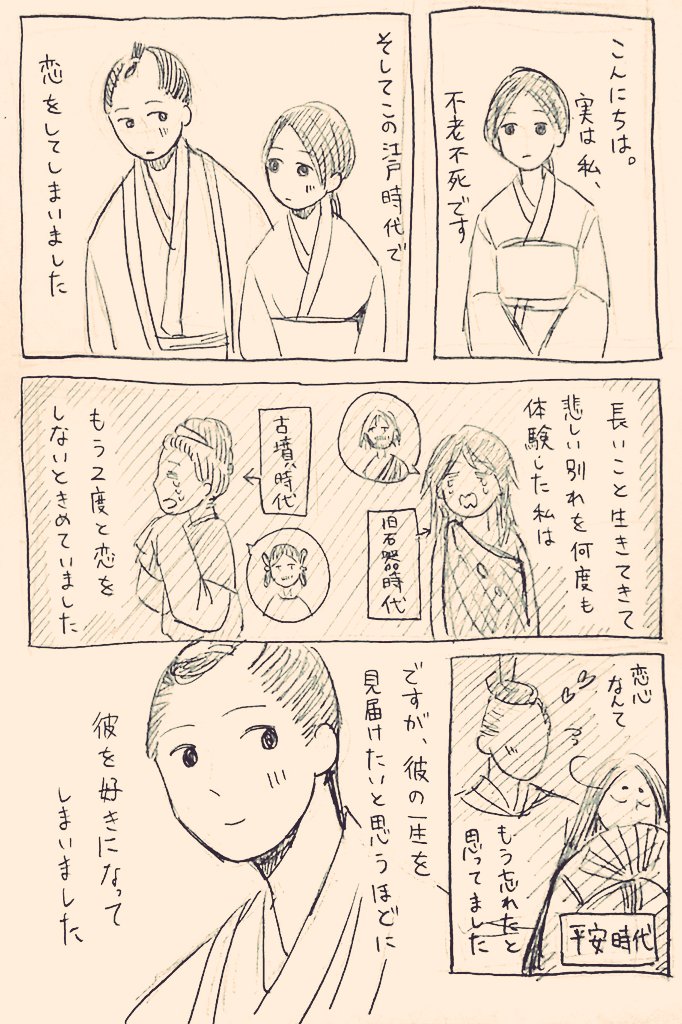 こんにちは。
実は私、
不老不死です
そしてこの江戸時代で
恋をしてしまいました
長いこと生きてきて
悲しい別れを何度も
体験した私は
旧石器時代
古墳時代
もう2度と恋を
しないときめていました
恋心
なんて
もう忘れたと
思ってました
平安時代
ですが、彼の一生を
見届けたいと思うほどに
彼を好きになって
しまいました